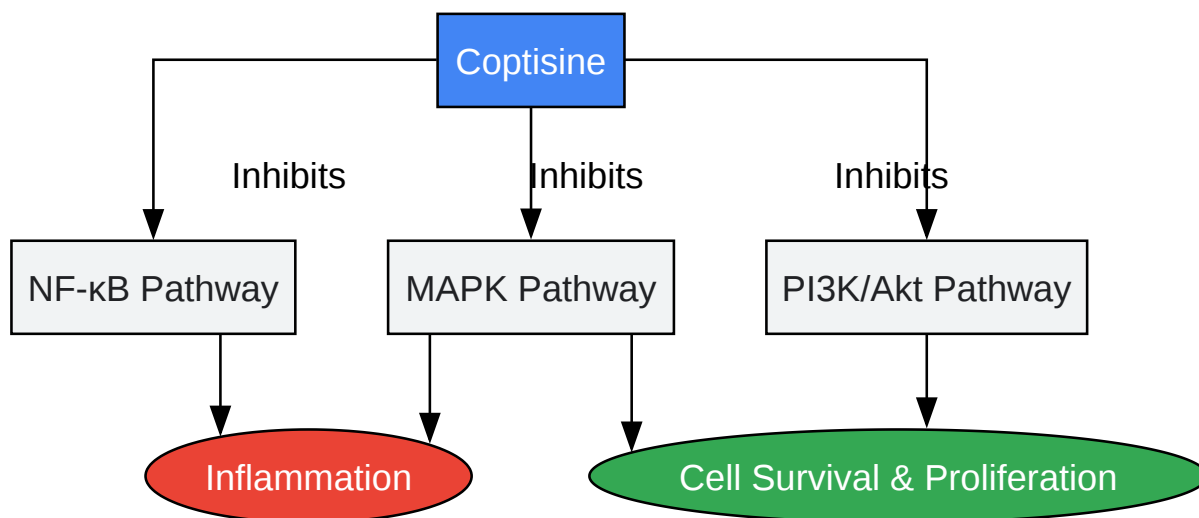 Coptisine
Inhibits
Inhibits
Inhibits
NF-κB Pathway
MAPK Pathway
PI3K/Akt Pathway
Inflammation
Cell Survival & Proliferation